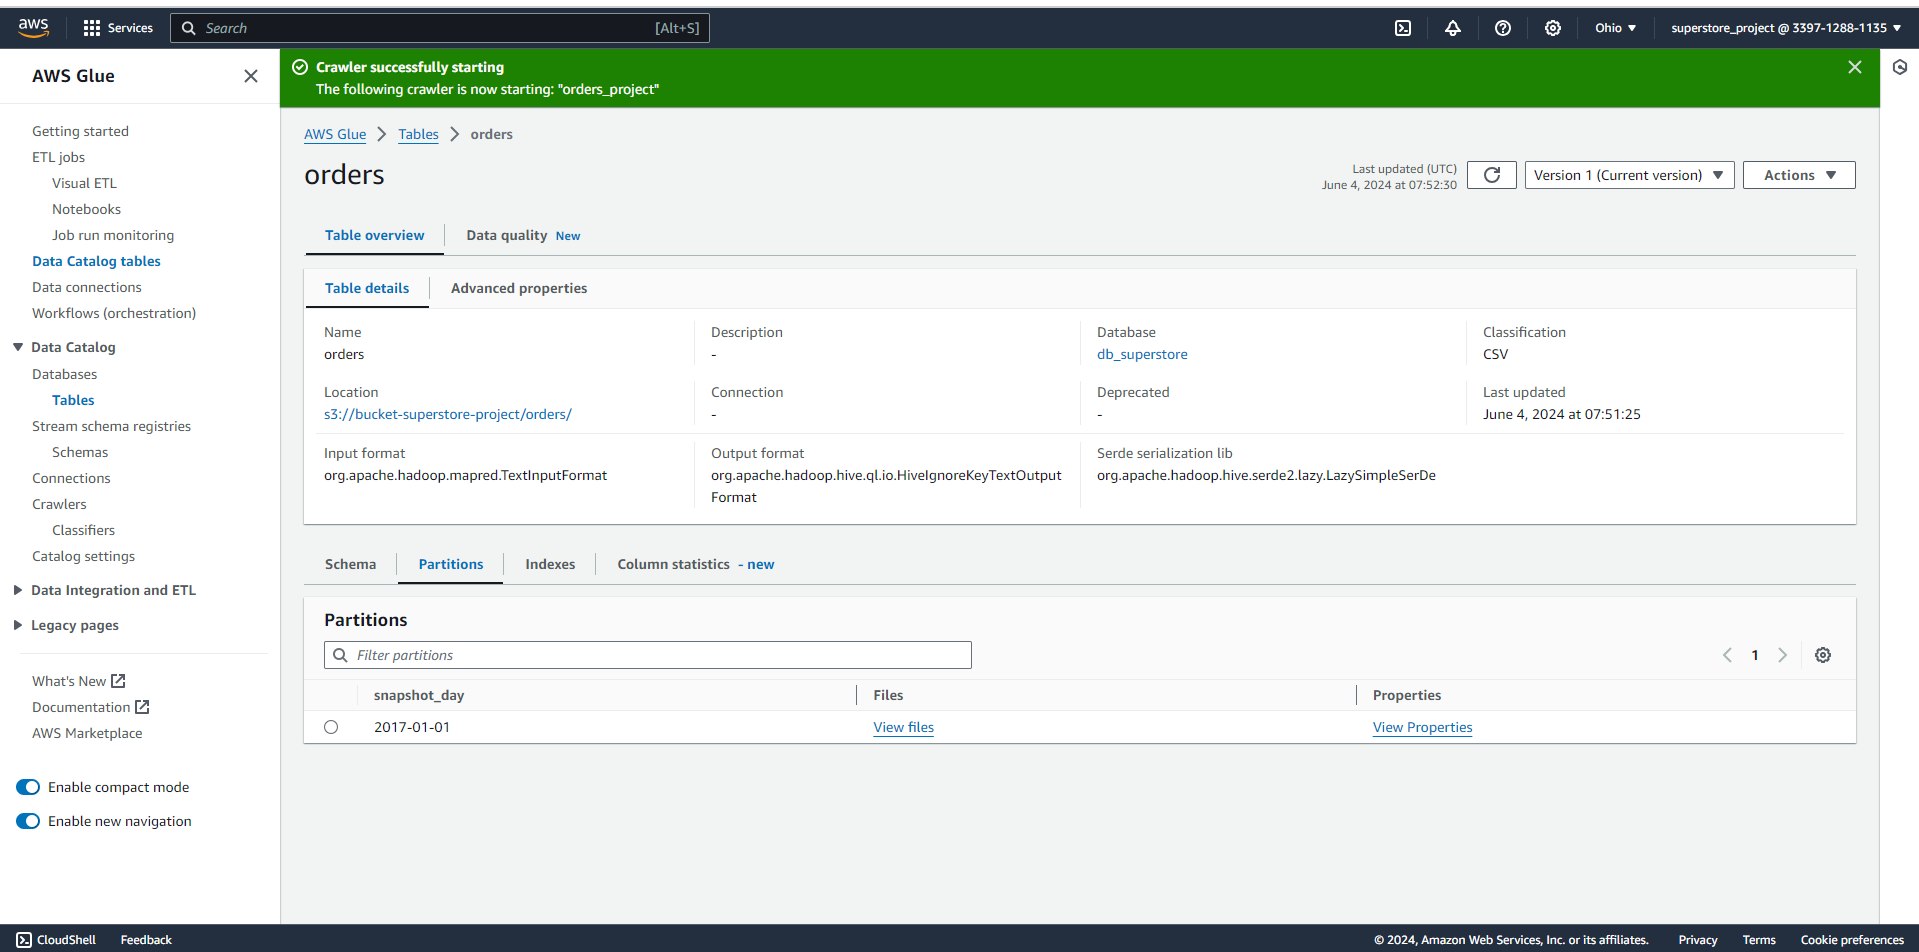 aws Services Search [Alt+S] Ohio superstore_project @ 3397-1288-1135
AWS Glue
Crawler successfully starting
The following crawler is now starting: "orders_project"
Getting started
ETL jobs
Visual ETL
Notebooks
Job run monitoring
Data Catalog tables
Data connections
Workflows (orchestration)
Data Catalog
Databases
Tables
Stream schema registries
Schemas
Connections
Crawlers
Classifiers
Catalog settings
Data Integration and ETL
Legacy pages
What's New
Documentation
AWS Marketplace
Enable compact mode
Enable new navigation
AWS Glue Tables orders
orders
Last updated (UTC)
June 4, 2024 at 07:52:30
Version 1 (Current version) Actions
Table overview Data quality New
Table details Advanced properties
Name Description Database Classification
orders - db_superstore CSV
Location Connection Deprecated Last updated
s3://bucket-superstore-project/orders/ - - June 4, 2024 at 07:51:25
Input format Output format Serde serialization lib
org.apache.hadoop.mapred.TextInputFormat org.apache.hadoop.hive.ql.io.HiveIgnoreKeyTextOutput org.apache.hadoop.hive.serde2.lazy.LazySimpleSerDe
Format
Schema Partitions Indexes Column statistics - new
Partitions
Filter partitions 1
snapshot_day Files Properties
2017-01-01 View files View Properties
CloudShell Feedback © 2024, Amazon Web Services, Inc. or its affiliates. Privacy Terms Cookie preferences